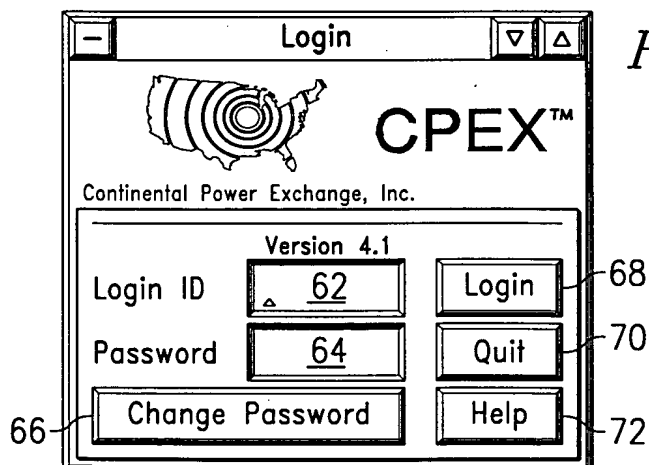 Login
CPEX™
Continental Power Exchange, Inc.
Version 4.1
Login ID 62 Login 68
Password 64 Quit 70
66 Change Password Help 72